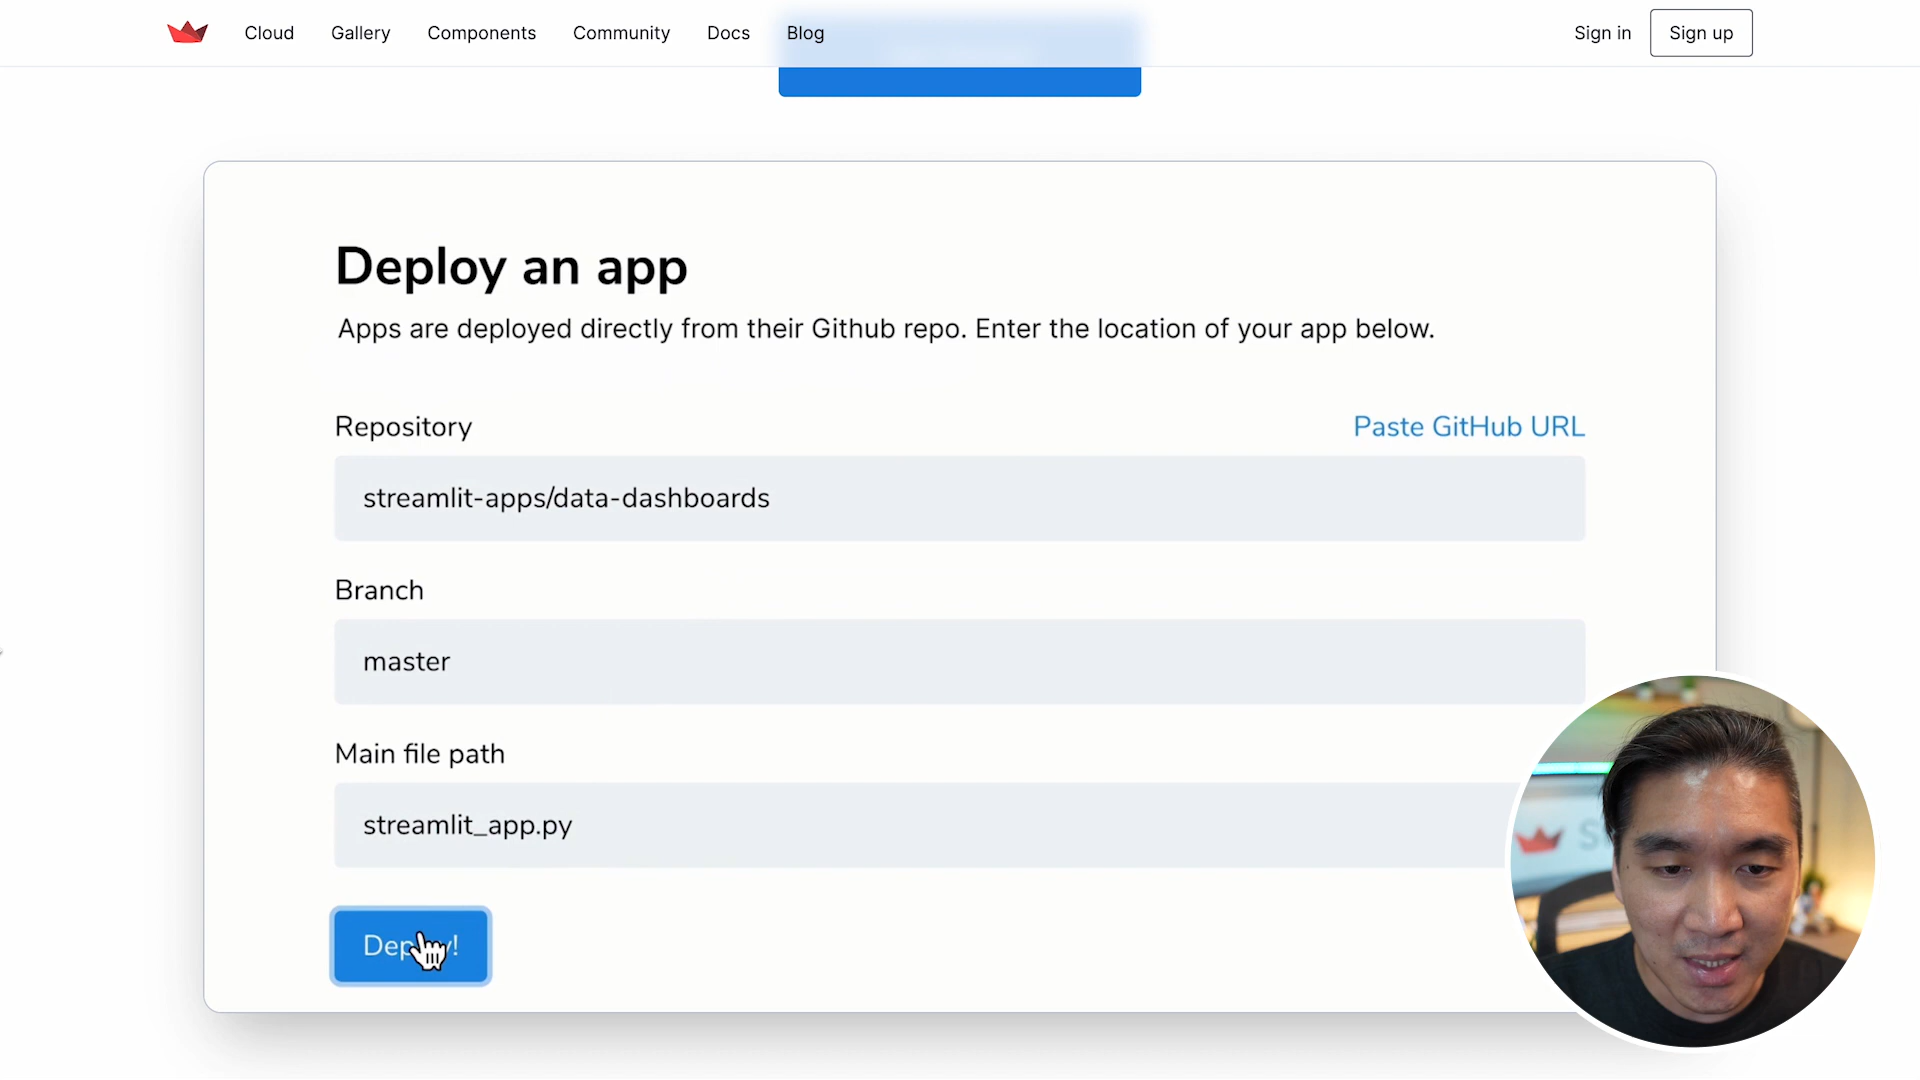 Cloud Gallery Components Community Docs Blog Sign in Sign up
Deploy an app
Apps are deployed directly from their Github repo. Enter the location of your app below.
Repository Paste GitHub URL
streamlit-apps/data-dashboards
Branch
master
Main file path
streamlit_app.py